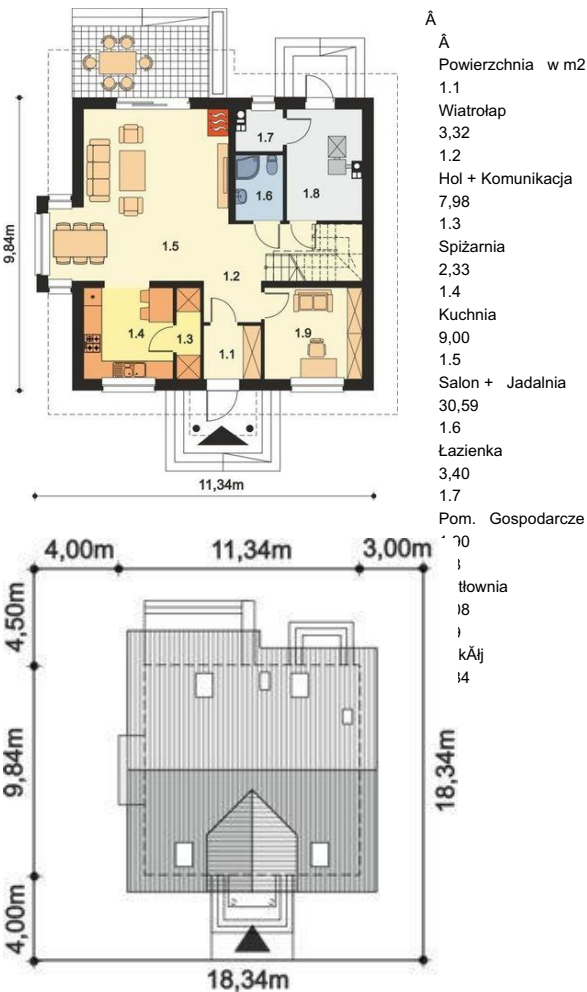 Â
Â
Powierzchnia w m2
1.1
Wiatrołap
3,32
1.2
Hol + Komunikacja
7,98
1.3
Spiżarnia
2,33
1.4
Kuchnia
9,00
1.5
Salon + Jadalnia
30,59
1.6
Łazienka
3,40
1.7
Pom. Gospodarcze
1.7
1.6
1.8
1.5
1.2
1.4
1.3
1.1
1.9
9,84m
11,34m
4,00m 11,34m 3,00m
4,50m
9,84m
4,00m
18,34m
18,34m